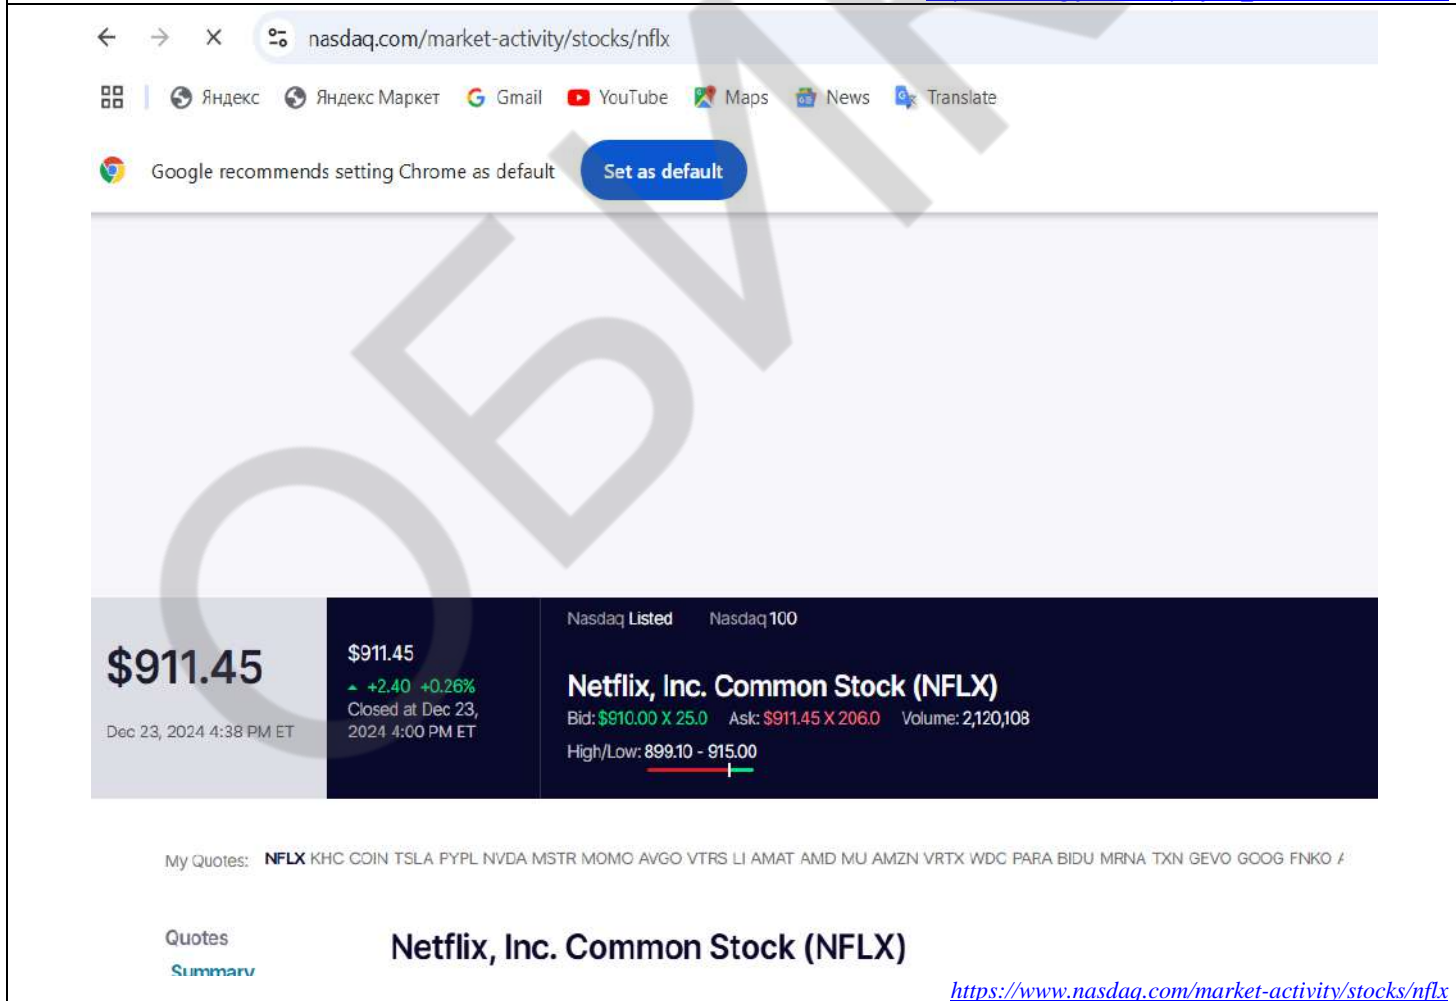 nasdaq.com/market-activity/stocks/nflx
Яндекс Яндекс Маркет Gmail YouTube Maps News Translate
Google recommends setting Chrome as default Set as default
Nasdaq Listed Nasdaq 100
$911.45
$911.45
+2.40 +0.26%
Closed at Dec 23,
2024 4:00 PM ET
Dec 23, 2024 4:38 PM ET
Netflix, Inc. Common Stock (NFLX)
Bid: $910.00 X 25.0 Ask: $911.45 X 206.0 Volume: 2,120,108
High/Low: 899.10 - 915.00
My Quotes: NFLX KHC COIN TSLA PYPL NVDA MSTR MOMO AVGO VTRS LI AMAT AMD MU AMZN VRTX WDC PARA BIDU MRNA TXN GEVO GOOG FNKO
Quotes
Summary
Netflix, Inc. Common Stock (NFLX)
https://www.nasdaq.com/market-activity/stocks/nflx